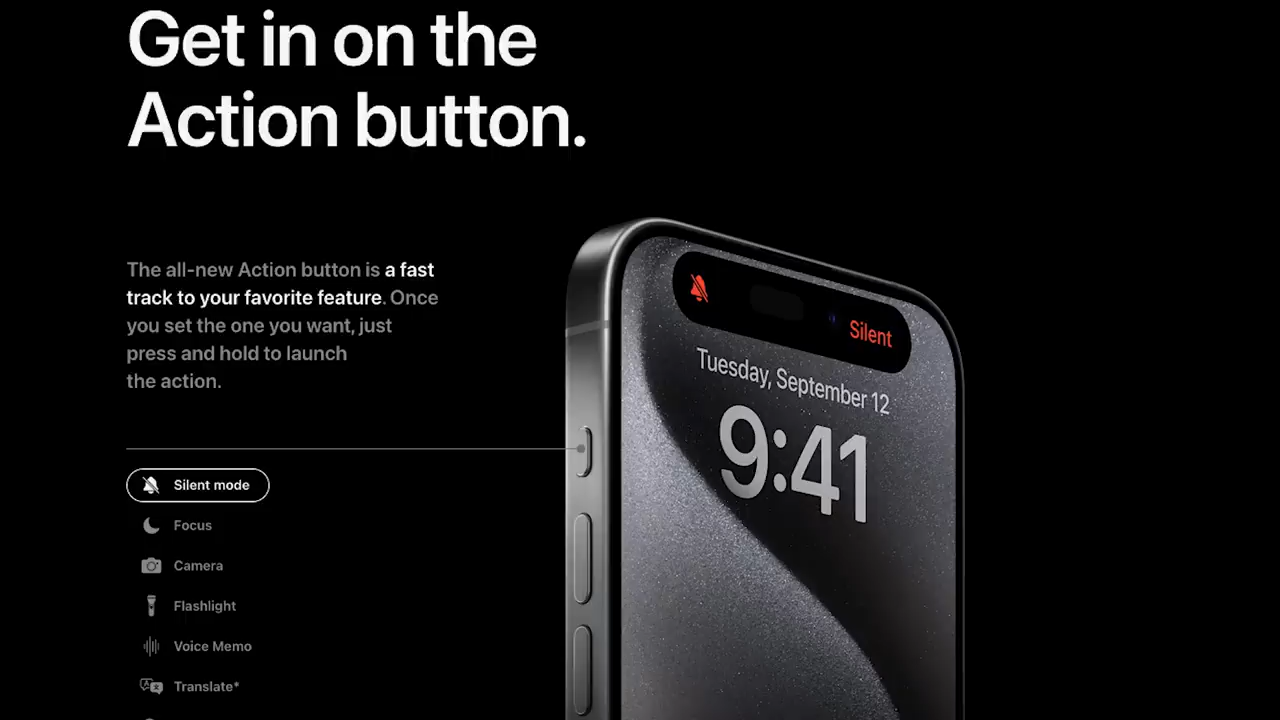 Get in on the
Action button.
The all-new Action button is a fast
track to your favorite feature. Once
you set the one you want, just
press and hold to launch
the action.
Silent
Tuesday, September 12
9:41
Silent mode
Focus
Camera
Flashlight
Voice Memo
Translate*